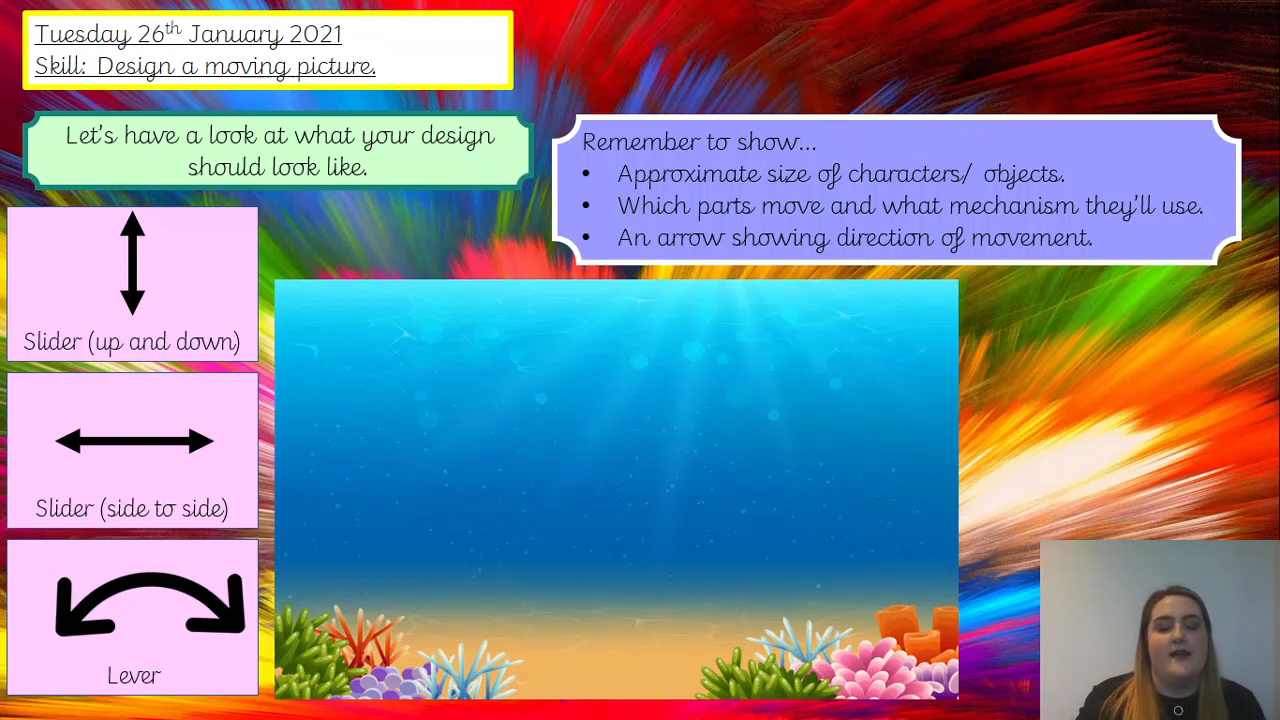 Tuesday 26th January 2021
Skill: Design a moving picture.
Let's have a look at what your design
should look like.
Remember to show...
• Approximate size of characters/ objects.
• Which parts move and what mechanism they'll use.
• An arrow showing direction of movement.
Slider (up and down)
Slider (side to side)
Lever